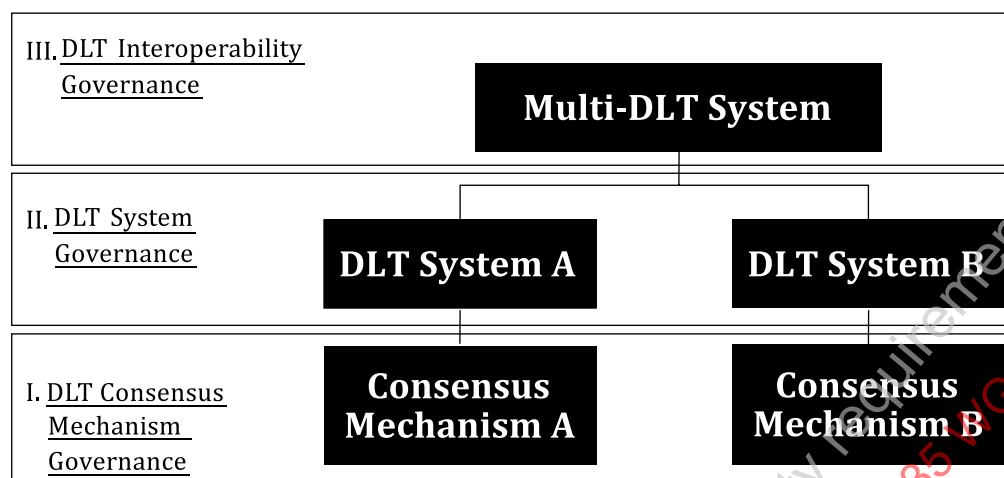 III. DLT Interoperability
Governance
Multi-DLT System
II. DLT System
Governance
DLT System A
DLT System B
I. DLT Consensus
Mechanism
Governance
Consensus
Mechanism A
Consensus
Mechanism B